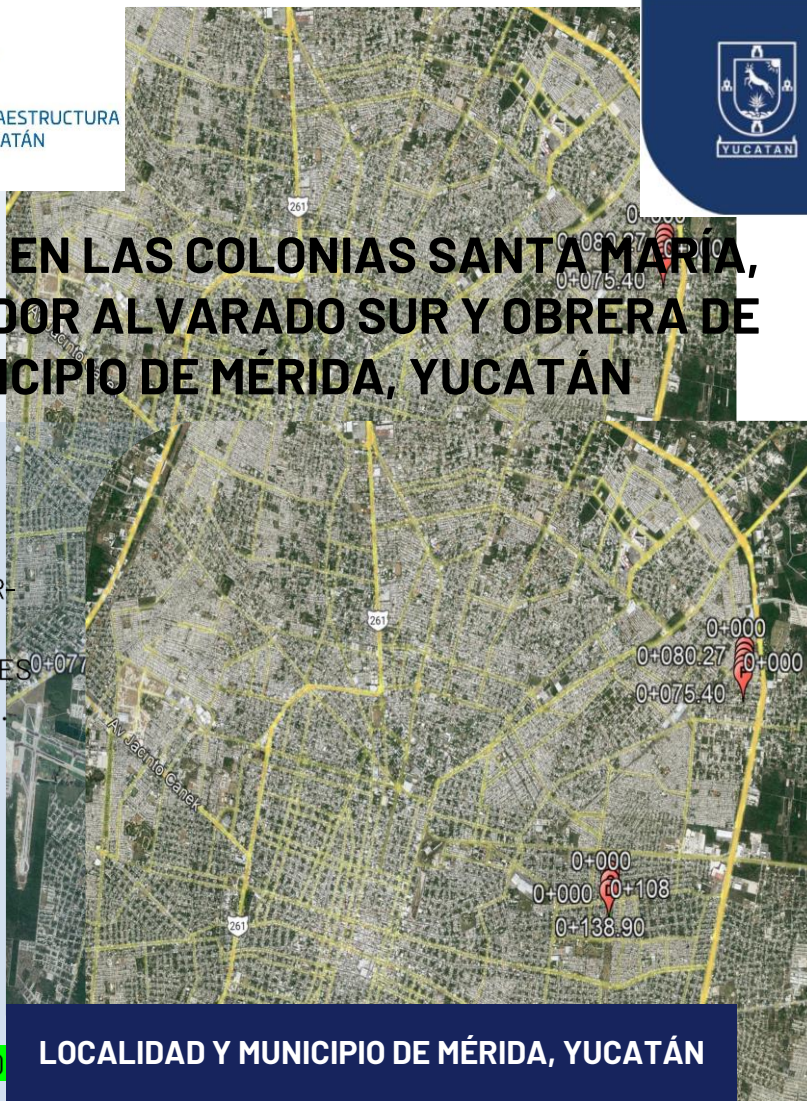 AESTRUCTURA
ATÁN
YUCATAN
261
0+000
0+080.27
0+075.40
EN LAS COLONIAS SANTA MARÍA,
DOR ALVARADO SUR Y OBRERA DE
ICIPIO DE MÉRIDA, YUCATÁN
R-
ES
0+077
261
0+000
0+080.27
0+000
0+075.40
Av Jacinto Canek
0+000
0+000
0+108
0+138.90
261
LOCALIDAD Y MUNICIPIO DE MÉRIDA, YUCATÁN